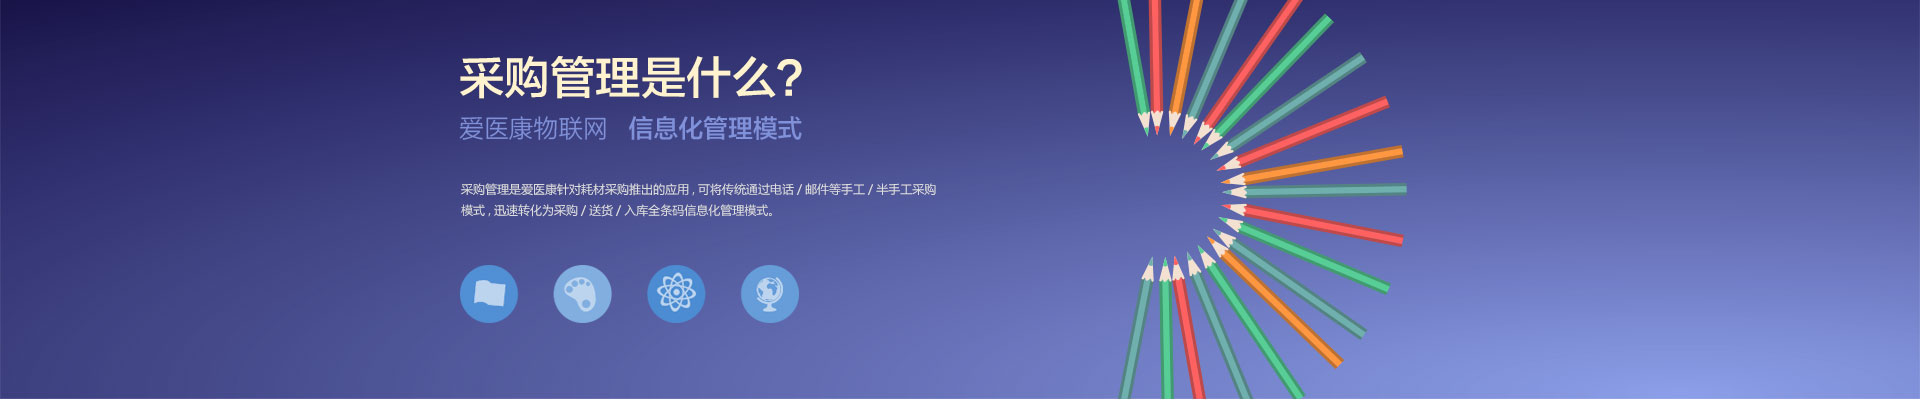 采购管理是什么?
爱医康物联网 信息化管理模式
采购管理是爱医康针对耗材采购推出的应用,可将传统通过电话/邮件等手工/半手工采购
模式,迅速转化为采购/送货/入库全条码信息化管理模式。